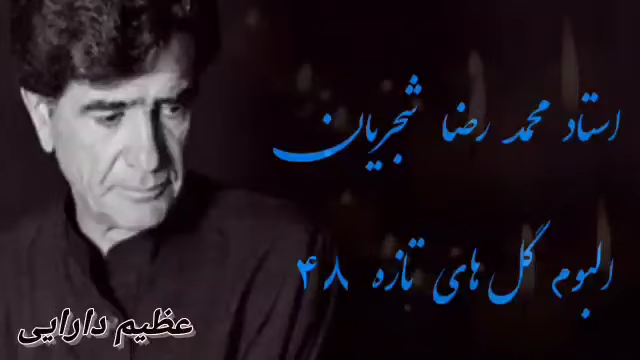 استاد محمد رضا شجریان
البوم گل های تازه ۴۸
عظیم دارایی